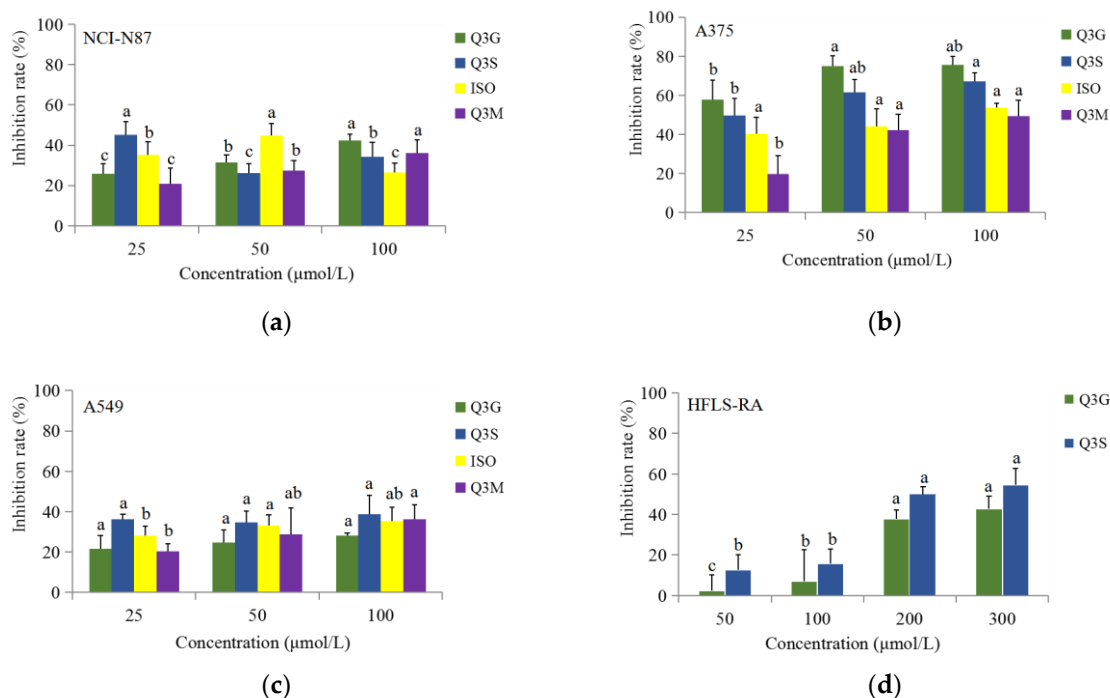 NCI-N87
Inhibition rate (%)
100
80
60
40
20
0
c a b c
b c a b
a b c a
25 50 100
Concentration (μmol/L)
Q3G
Q3S
ISO
Q3M
(a)
A375
Inhibition rate (%)
100
80
60
40
20
0
b b a b
a ab a a
ab a a a
25 50 100
Concentration (μmol/L)
Q3G
Q3S
ISO
Q3M
(b)
A549
Inhibition rate (%)
100
80
60
40
20
0
a a b b
a a a ab
a a ab a
25 50 100
Concentration (μmol/L)
Q3G
Q3S
ISO
Q3M
(c)
HFLS-RA
Inhibition rate (%)
100
80
60
40
20
0
c b
b b
a a
a a
50 100 200 300
Concentration (μmol/L)
Q3G
Q3S
(d)